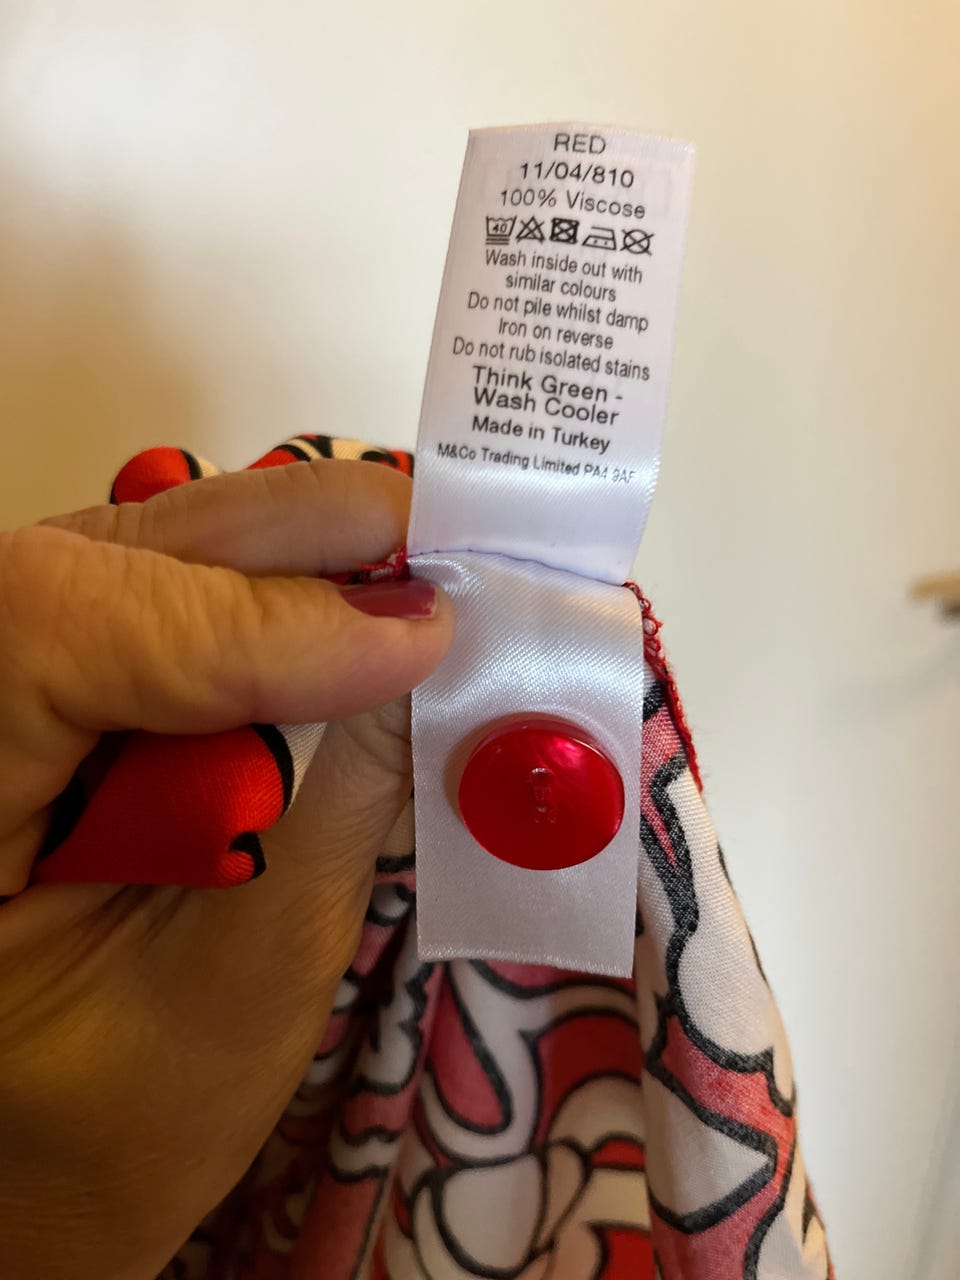 RED
11/04/810
100% Viscose
40
Wash inside out with
similar colours
Do not pile whilst damp
Iron on reverse
Do not rub isolated stains
Think Green -
Wash Cooler
Made in Turkey
M&Co Trading Limited PA4 9AF